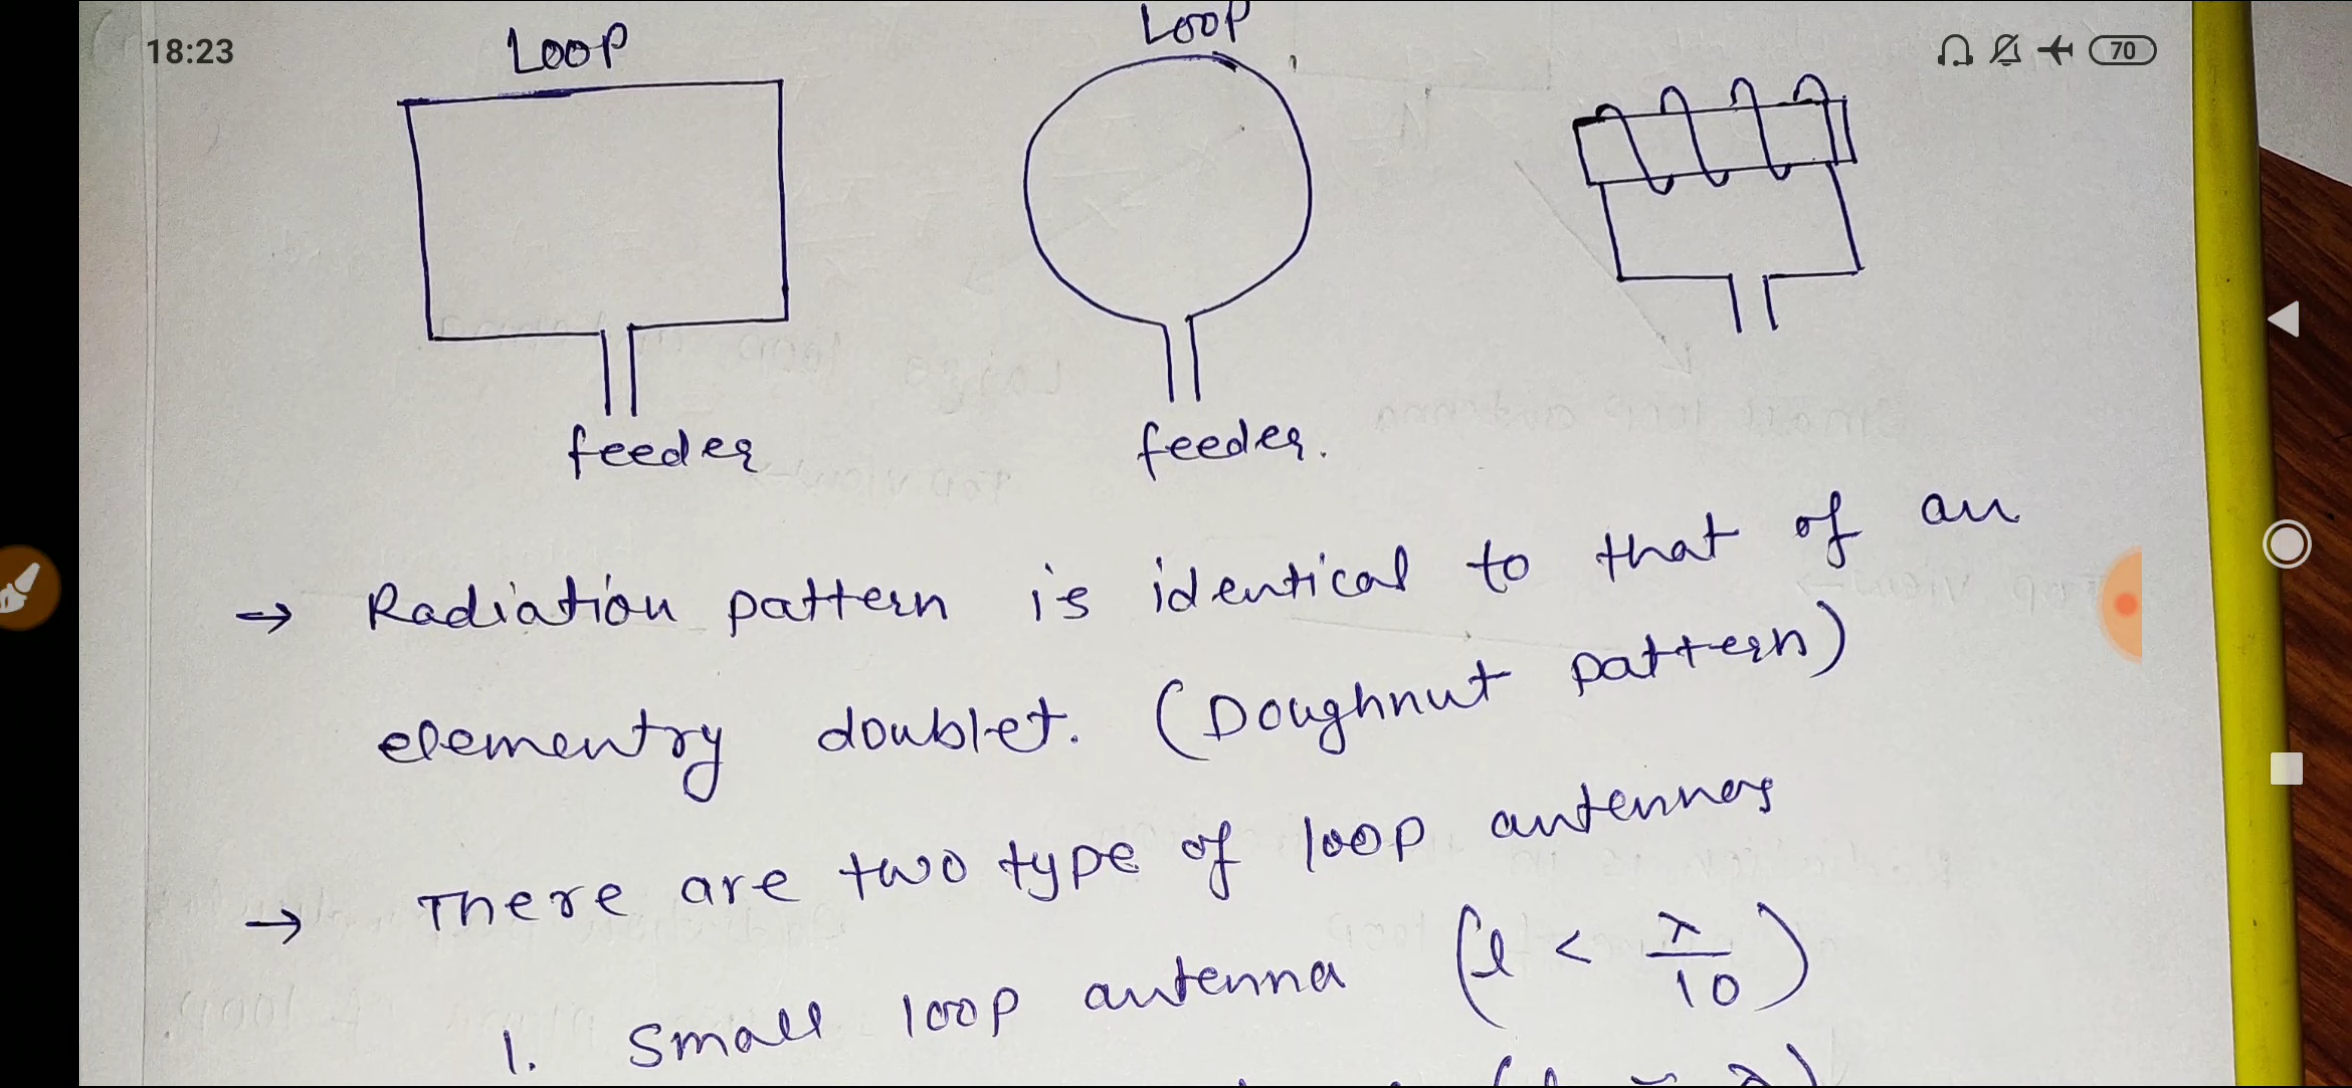 18:23
70
Loop
Loop
feeder
feeder.
→ Radiation pattern is identical to that of an
elementry doublet. (Doughnut pattern)
→ There are two type of loop antennas
1. Small loop antenna (l < λ/10)